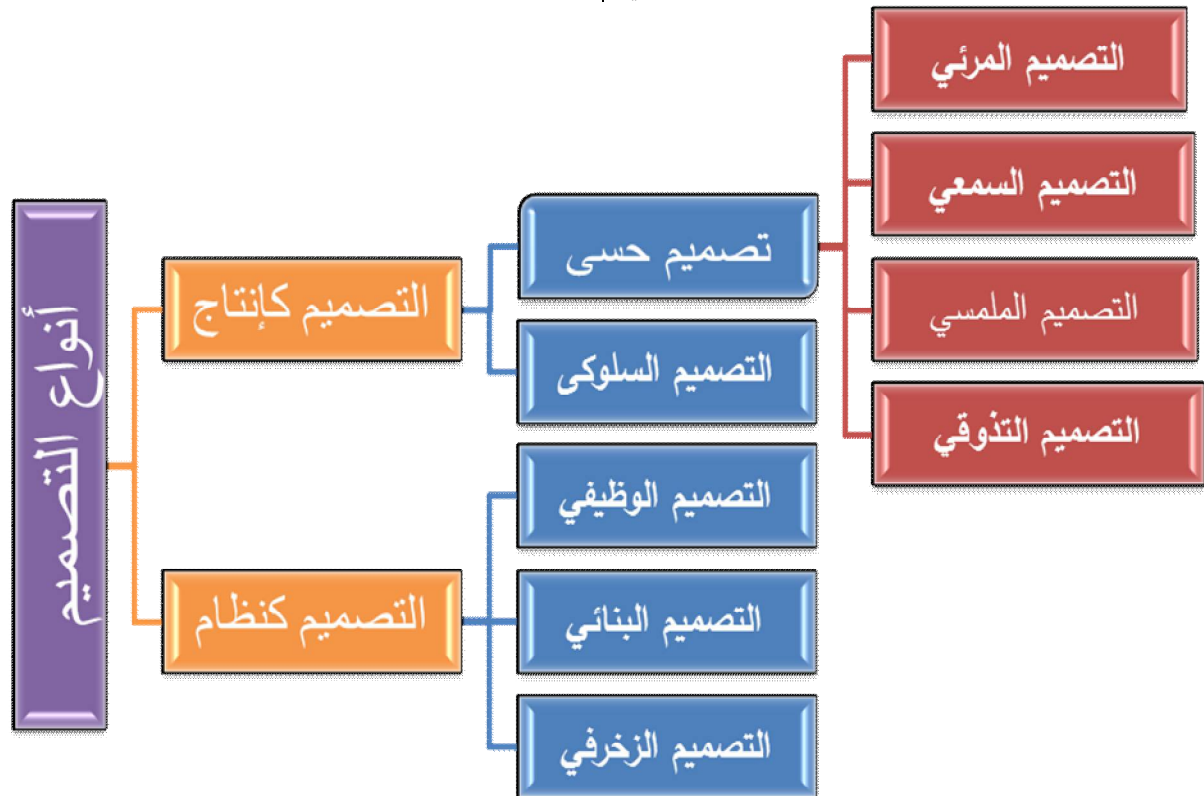 أنواع التصميم
التصميم كإنتاج
تصميم حسى
التصميم المرئي
التصميم السمعي
التصميم الملمسي
التصميم التذوقي
التصميم السلوكى
التصميم كنظام
التصميم الوظيفي
التصميم البنائي
التصميم الزخرفي